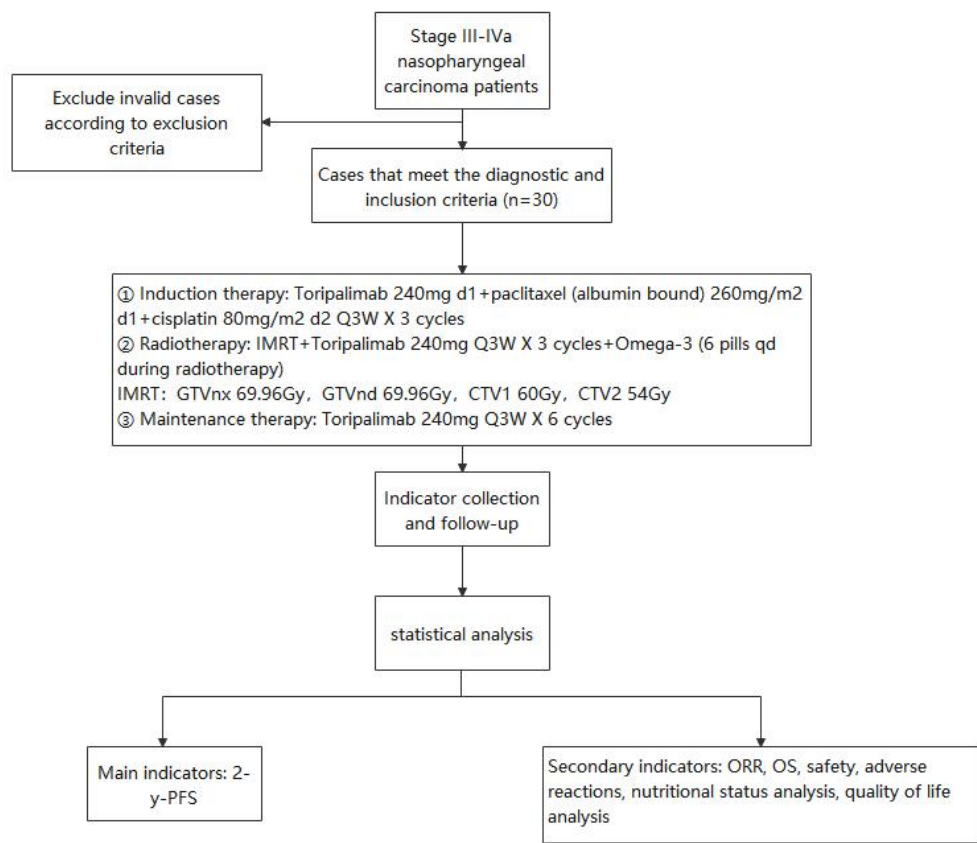 Stage III-IVa
nasopharyngeal
carcinoma patients
Exclude invalid cases
according to exclusion
criteria
Cases that meet the diagnostic and
inclusion criteria (n=30)
① Induction therapy: Toripalimab 240mg d1+paclitaxel (albumin bound) 260mg/m2
d1+cisplatin 80mg/m2 d2 Q3W X 3 cycles
② Radiotherapy: IMRT+Toripalimab 240mg Q3W X 3 cycles+Omega-3 (6 pills qd
during radiotherapy)
IMRT： GTVnx 69.96Gy， GTVnd 69.96Gy， CTV1 60Gy， CTV2 54Gy
③ Maintenance therapy: Toripalimab 240mg Q3W X 6 cycles
Indicator collection
and follow-up
statistical analysis
Main indicators: 2-
y-PFS
Secondary indicators: ORR, OS, safety, adverse
reactions, nutritional status analysis, quality of life
analysis